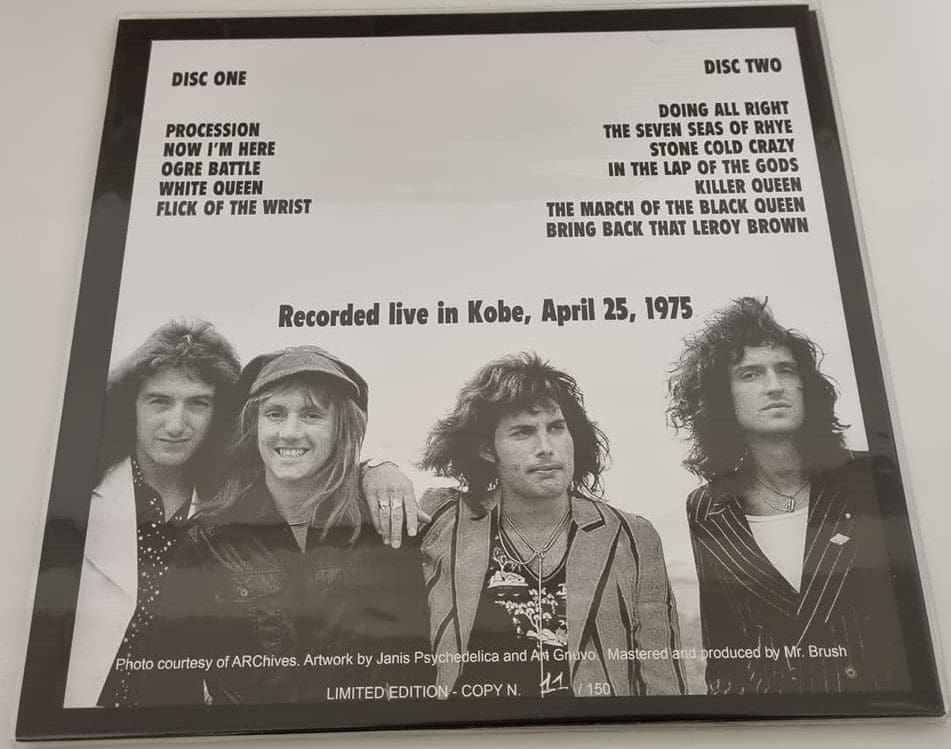 DISC ONE
PROCESSION
NOW I'M HERE
OGRE BATTLE
WHITE QUEEN
FLICK OF THE WRIST
DISC TWO
DOING ALL RIGHT
THE SEVEN SEAS OF RHYE
STONE COLD CRAZY
IN THE LAP OF THE GODS
KILLER QUEEN
THE MARCH OF THE BLACK QUEEN
BRING BACK THAT LEROY BROWN
Recorded live in Kobe, April 25, 1975
Photo courtesy of ARChives. Artwork by Janis Psychedelica and Art Gruvo. Mastered and produced by Mr. Brush
LIMITED EDITION - COPY N. 11 / 150